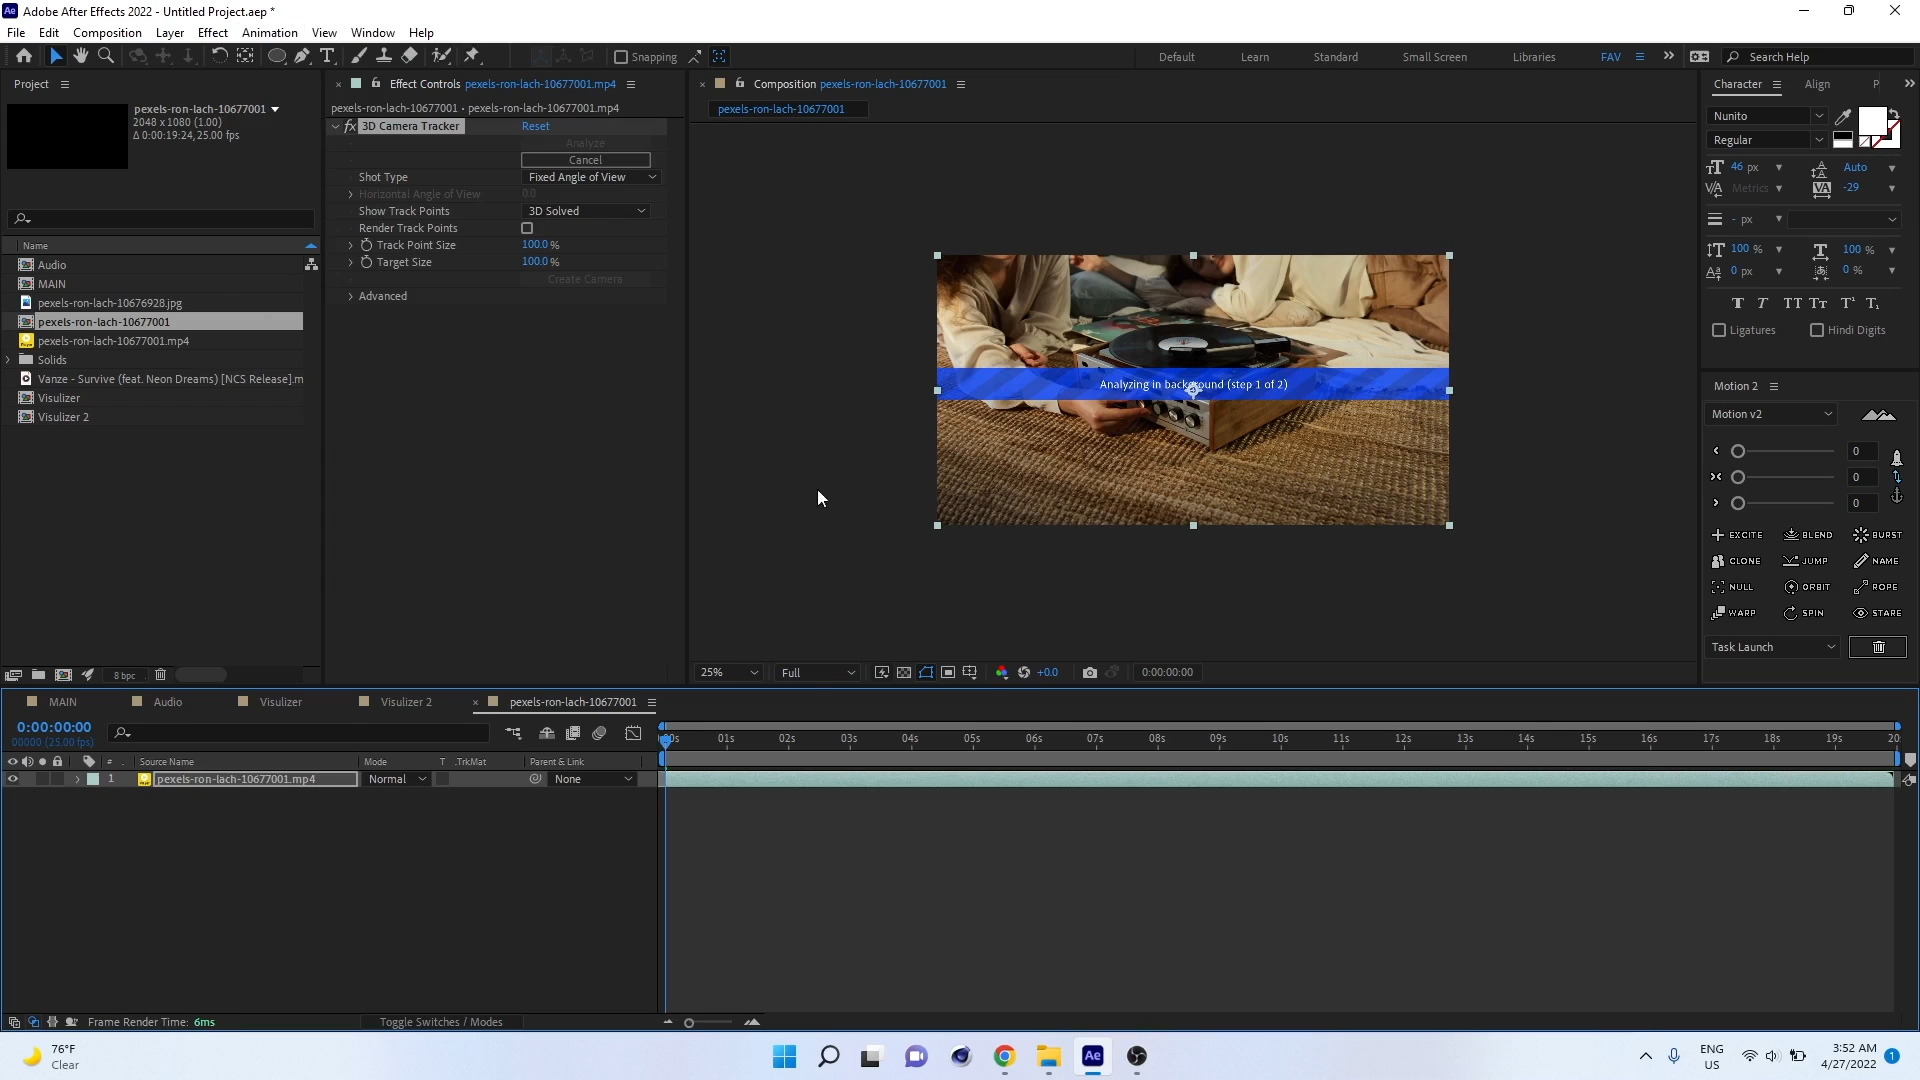 Adobe After Effects 2022 - Untitled Project.aep *
File Edit Composition Layer Effect Animation View Window Help
Snapping
Default Learn Standard Small Screen Libraries FAV
Search Help
Project
pexels-ron-lach-10677001
2048 x 1080 (1.00)
Δ 0:00:19:24, 25.00 fps
Name
Audio
MAIN
pexels-ron-lach-10676928.jpg
pexels-ron-lach-10677001
pexels-ron-lach-10677001.mp4
Solids
Vanze - Survive (feat. Neon Dreams) [NCS Release].m
Visulizer
Visulizer 2
8 bpc
Effect Controls pexels-ron-lach-10677001.mp4
pexels-ron-lach-10677001 • pexels-ron-lach-10677001.mp4
fx 3D Camera Tracker Reset
Analyze
Cancel
Shot Type Fixed Angle of View
Horizontal Angle of View 0.0
Show Track Points 3D Solved
Render Track Points
Track Point Size 100.0 %
Target Size 100.0 %
Create Camera
Advanced
Composition pexels-ron-lach-10677001
pexels-ron-lach-10677001
Analyzing in background (step 1 of 2)
25% Full +0.0 0:00:00:00
Character Align P
Nunito
Regular
46 px Auto
Metrics -29
- px
100 % 100 %
0 px 0 %
Ligatures Hindi Digits
Motion 2
Motion v2
0
0
0
EXCITE BLEND BURST
CLONE JUMP NAME
NULL ORBIT ROPE
WARP SPIN STARE
Task Launch
MAIN Audio Visulizer Visulizer 2 pexels-ron-lach-10677001
0:00:00:00
00000 (25.00 fps)
00s 01s 02s 03s 04s 05s 06s 07s 08s 09s 10s 11s 12s 13s 14s 15s 16s 17s 18s 19s 20
# Source Name Mode T .TrkMat Parent & Link
1 pexels-ron-lach-10677001.mp4 Normal None
Frame Render Time: 6ms
Toggle Switches / Modes
76°F
Clear
Ae
ENG
US
3:52 AM
4/27/2022
1